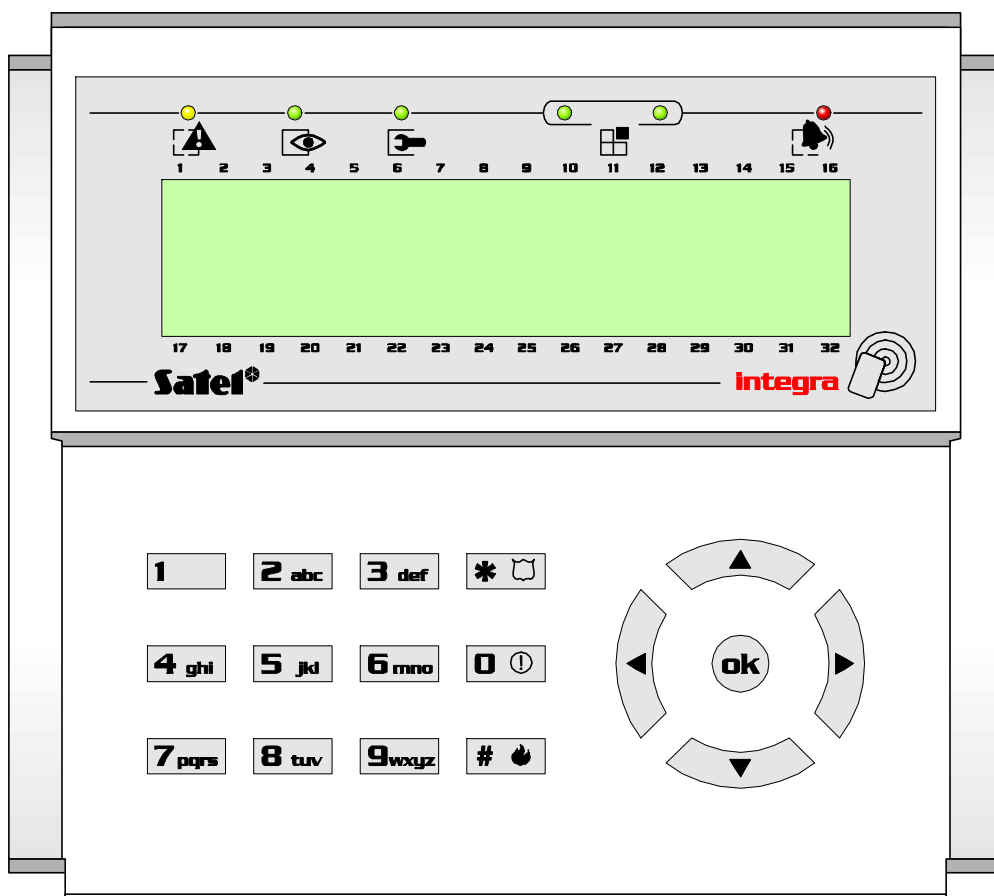 1 2 3 4 5 6 7 8 9 10 11 12 13 14 15 16
17 18 19 20 21 22 23 24 25 26 27 28 29 30 31 32
Satel integra
1 2 abc 3 def *
4 ghi 5 jkl 6 mno 0 !
ok
7 pqrs 8 tuv 9 wxyz #